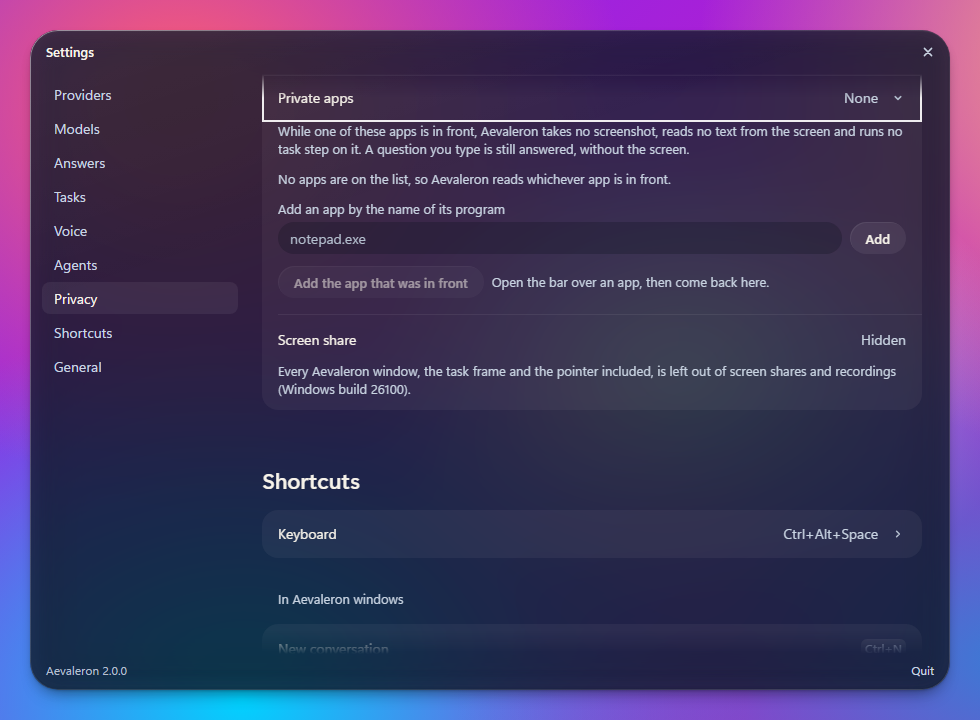 Settings
Providers
Models
Answers
Tasks
Voice
Agents
Privacy
Shortcuts
General
Private apps
None
While one of these apps is in front, Aevaleron takes no screenshot, reads no text from the screen and runs no
task step on it. A question you type is still answered, without the screen.
No apps are on the list, so Aevaleron reads whichever app is in front.
Add an app by the name of its program
notepad.exe
Add
Add the app that was in front
Open the bar over an app, then come back here.
Screen share
Hidden
Every Aevaleron window, the task frame and the pointer included, is left out of screen shares and recordings
(Windows build 26100).
Shortcuts
Keyboard
Ctrl+Alt+Space
In Aevaleron windows
New conversation
Ctrl+N
Aevaleron 2.0.0
Quit